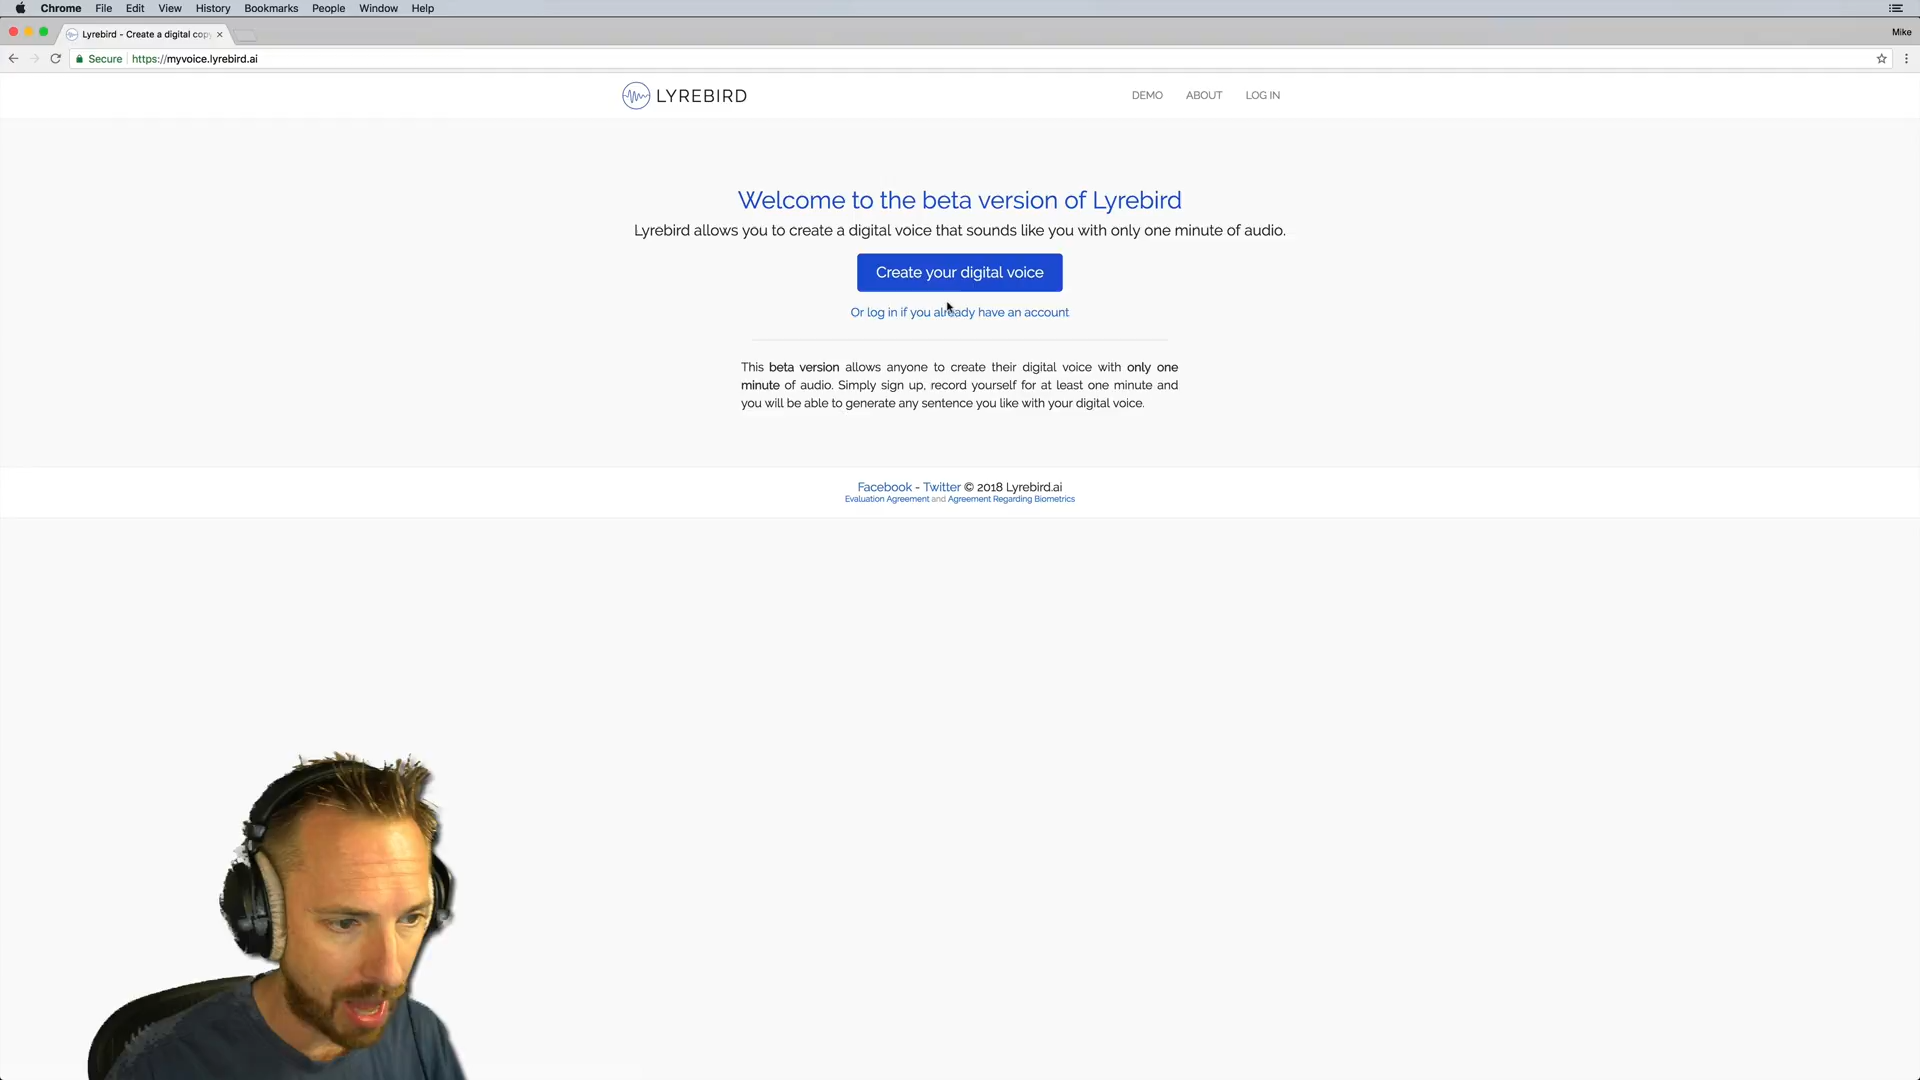 Chrome File Edit View History Bookmarks People Window Help
Lyrebird - Create a digital cop
Mike
Secure https://myvoice.lyrebird.ai
LYREBIRD
DEMO ABOUT LOG IN
Welcome to the beta version of Lyrebird
Lyrebird allows you to create a digital voice that sounds like you with only one minute of audio.
Create your digital voice
Or log in if you already have an account
This beta version allows anyone to create their digital voice with only one
minute of audio. Simply sign up, record yourself for at least one minute and
you will be able to generate any sentence you like with your digital voice.
Facebook - Twitter © 2018 Lyrebird.ai
Evaluation Agreement and Agreement Regarding Biometrics